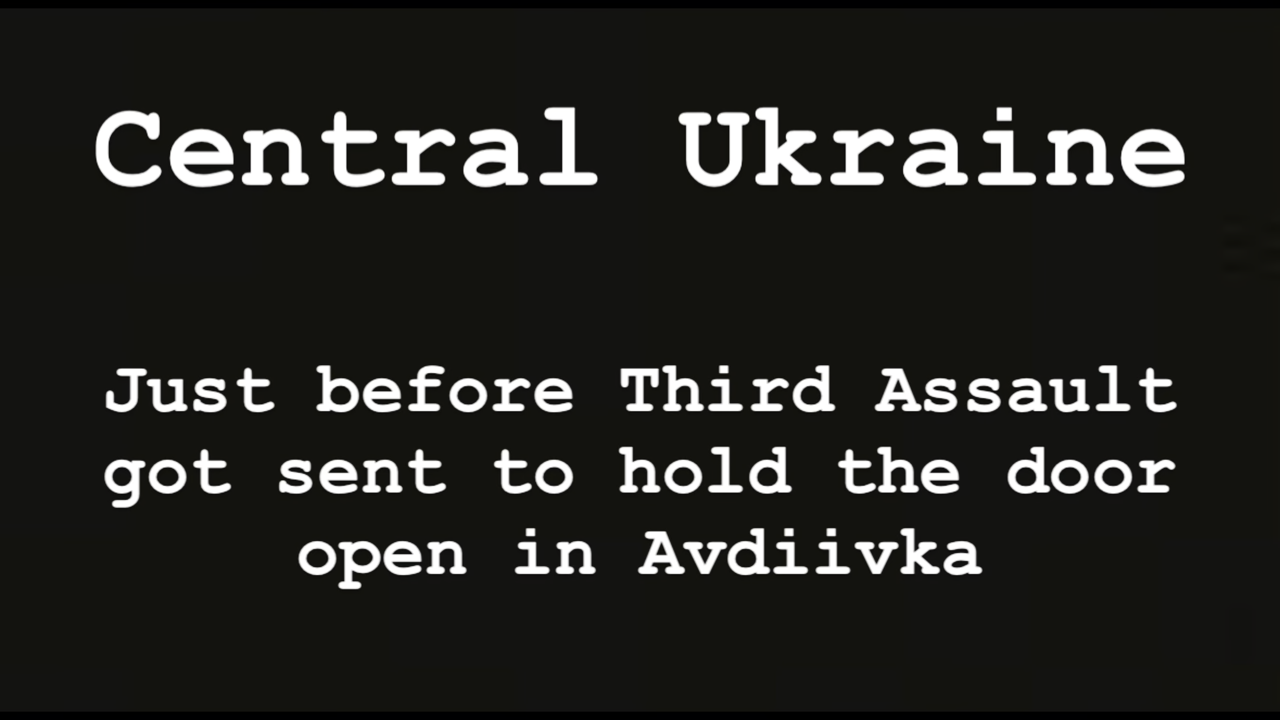 Central Ukraine
Just before Third Assault
got sent to hold the door
open in Avdiivka